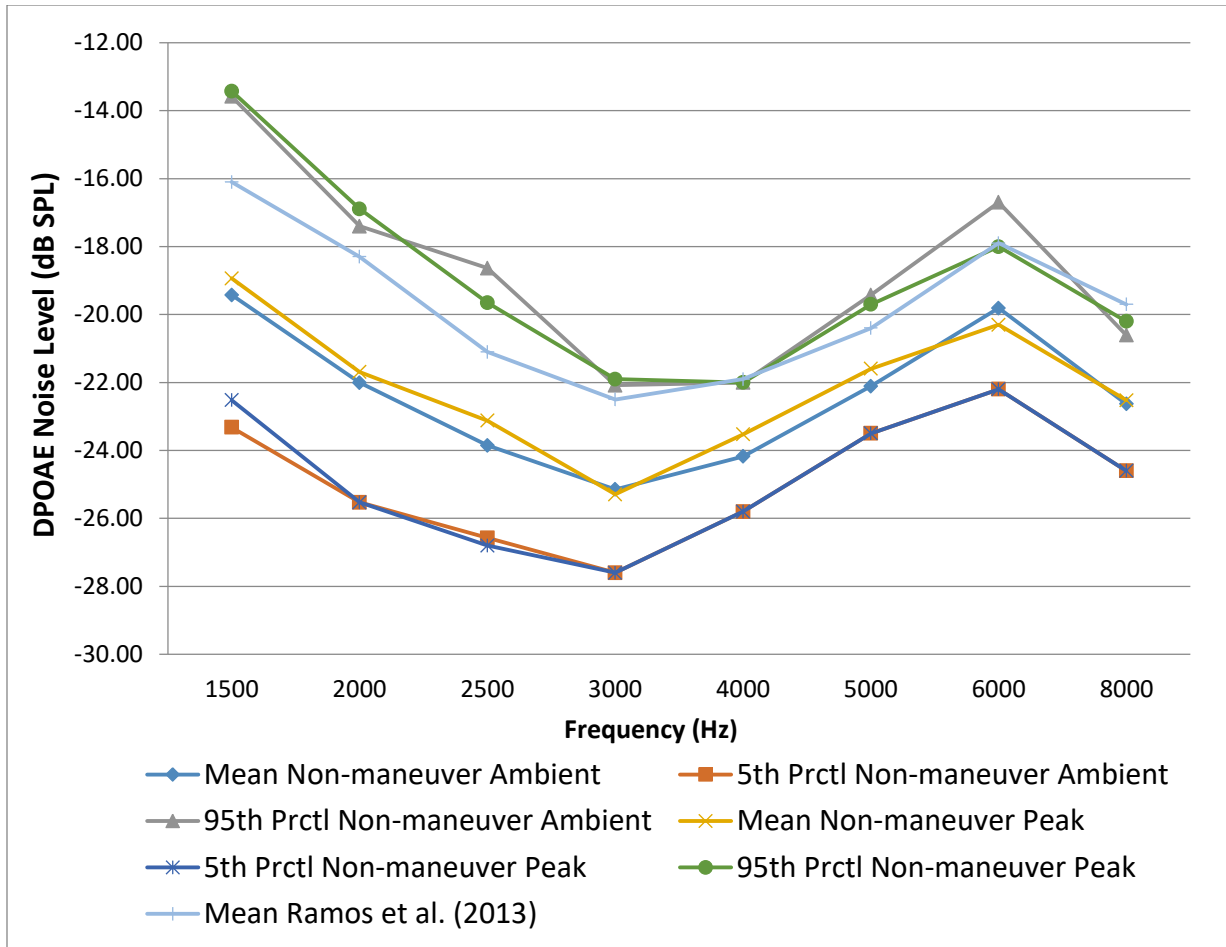 -12.00
-14.00
-16.00
-18.00
-20.00
-22.00
-24.00
-26.00
-28.00
-30.00
DPOAE Noise Level (dB SPL)
1500 2000 2500 3000 4000 5000 6000 8000
Frequency (Hz)
Mean Non-maneuver Ambient 5th Prctl Non-maneuver Ambient
95th Prctl Non-maneuver Ambient Mean Non-maneuver Peak
5th Prctl Non-maneuver Peak 95th Prctl Non-maneuver Peak
Mean Ramos et al. (2013)